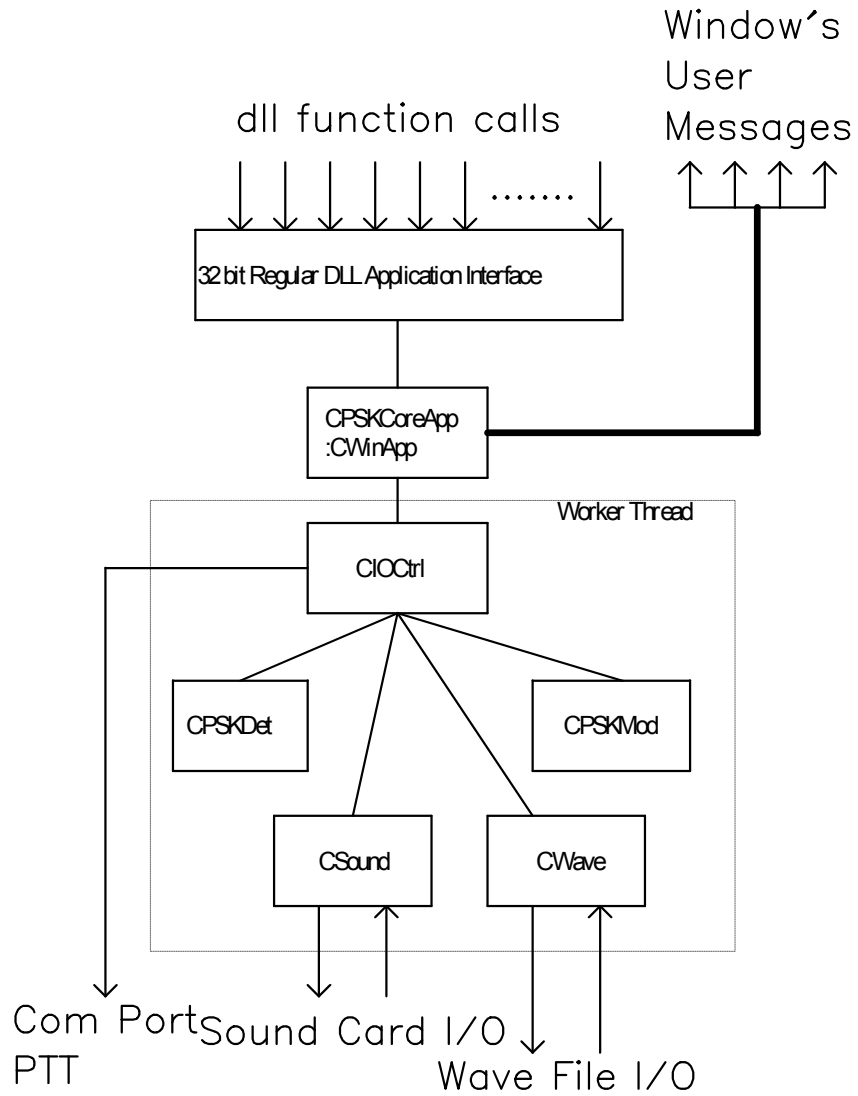 Window's
User
Messages
dll function calls
.......
32 bit Regular DLL Application Interface
CPSKCoreApp
:CWinApp
Worker Thread
CIOCtrl
CPSKDet
CPSKMod
CSound
CWave
Com Port
PTT
Sound Card I/O
Wave File I/O